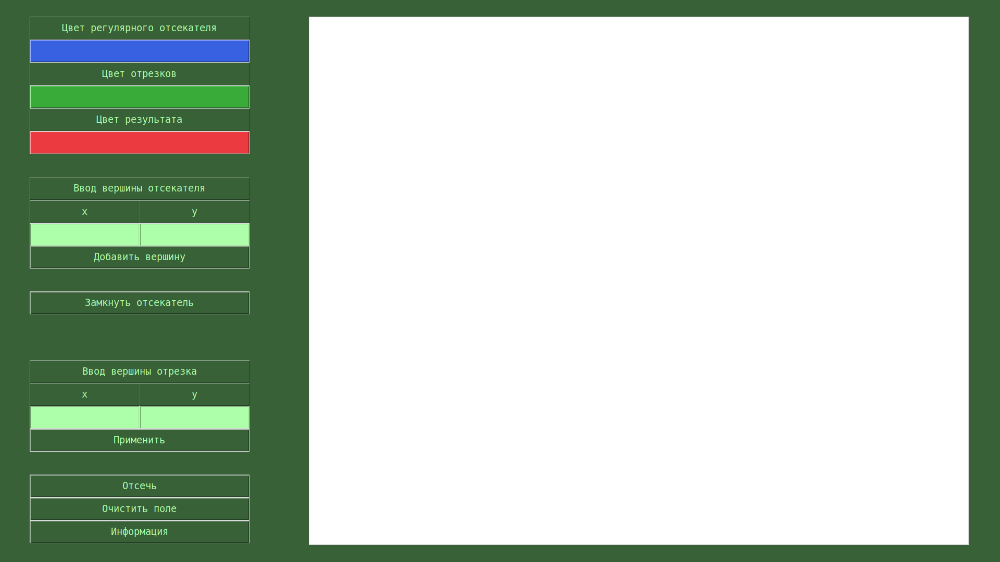 Цвет регулярного отсекателя
Цвет отрезков
Цвет результата
Ввод вершины отсекателя
x y
Добавить вершину
Замкнуть отсекатель
Ввод вершины отрезка
x y
Применить
Отсечь
Очистить поле
Информация